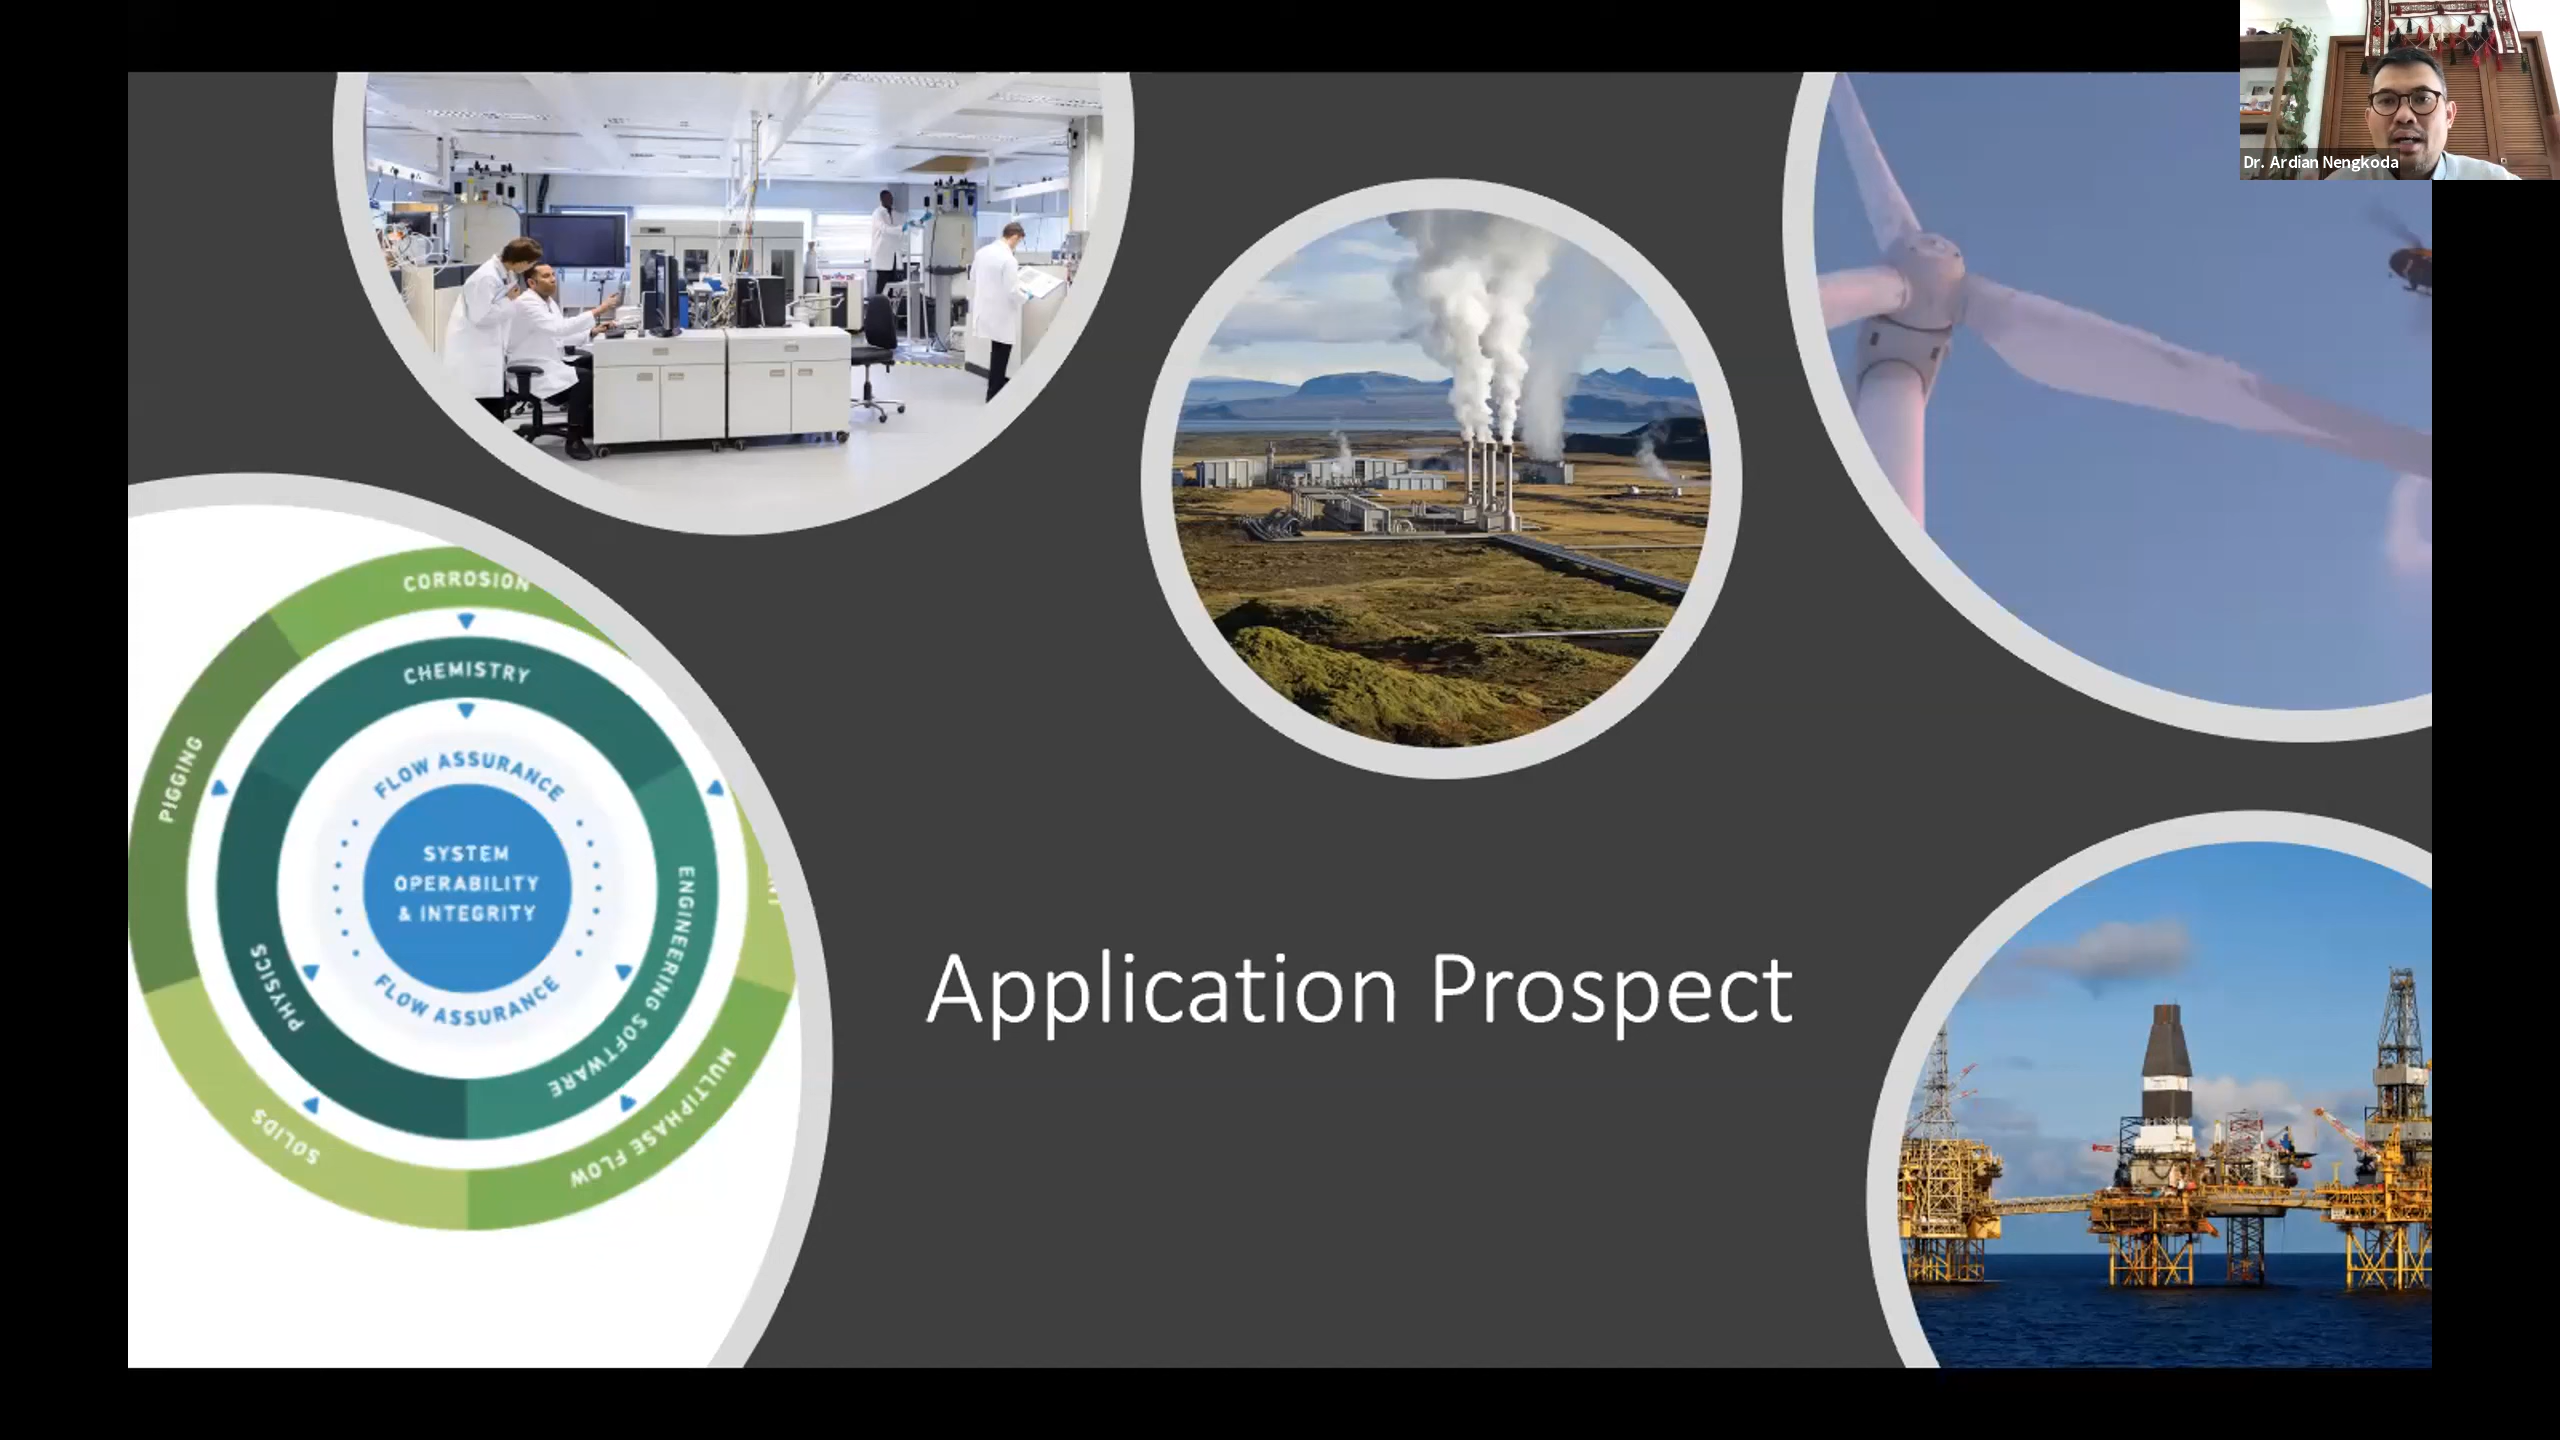 Dr. Ardian Nengkoda
CORROSION
CHEMISTRY
PIGGING
FLOW ASSURANCE
SYSTEM
OPERABILITY
& INTEGRITY
FLOW ASSURANCE
PHYSICS
ENGINEERING SOFTWARE
SOLIDS
MULTIPHASE FLOW
Application Prospect